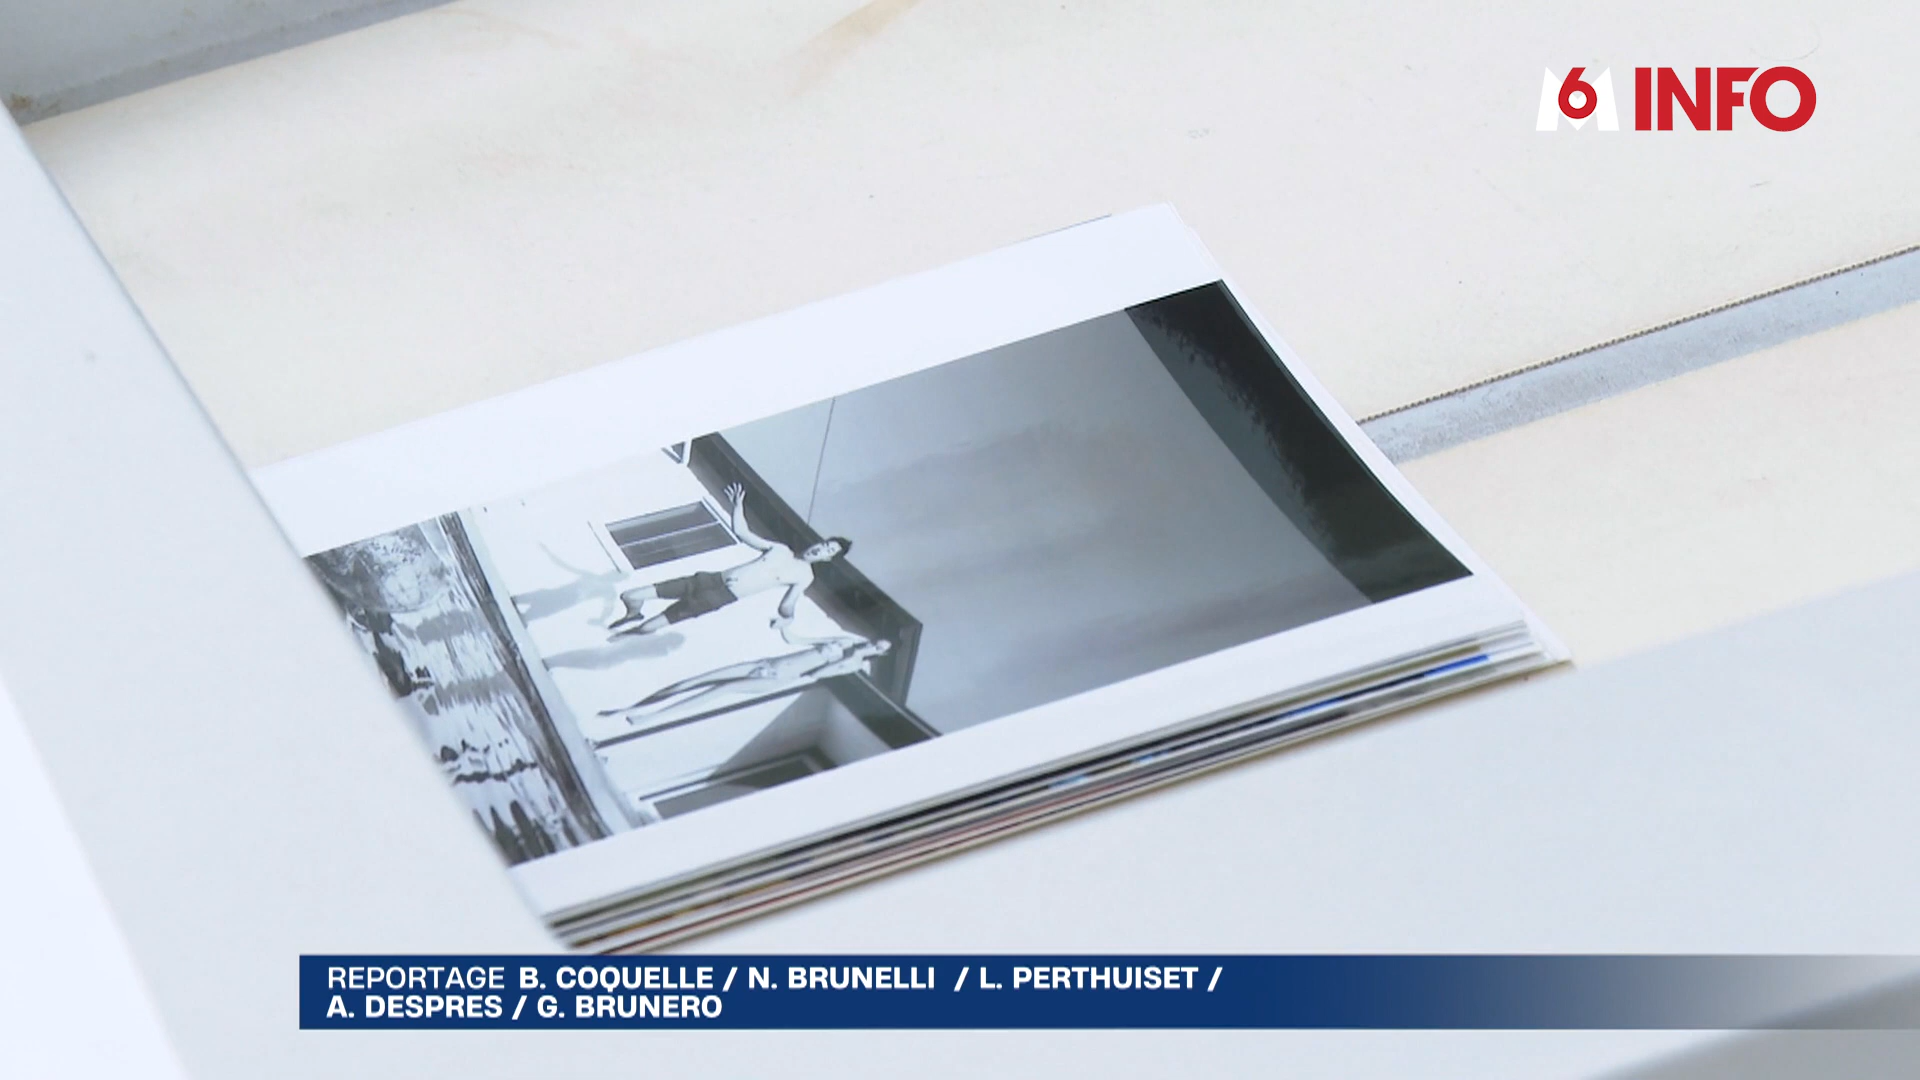 M6 INFO
REPORTAGE B. COQUELLE / N. BRUNELLI / L. PERTHUISET /
A. DESPRES / G. BRUNERO